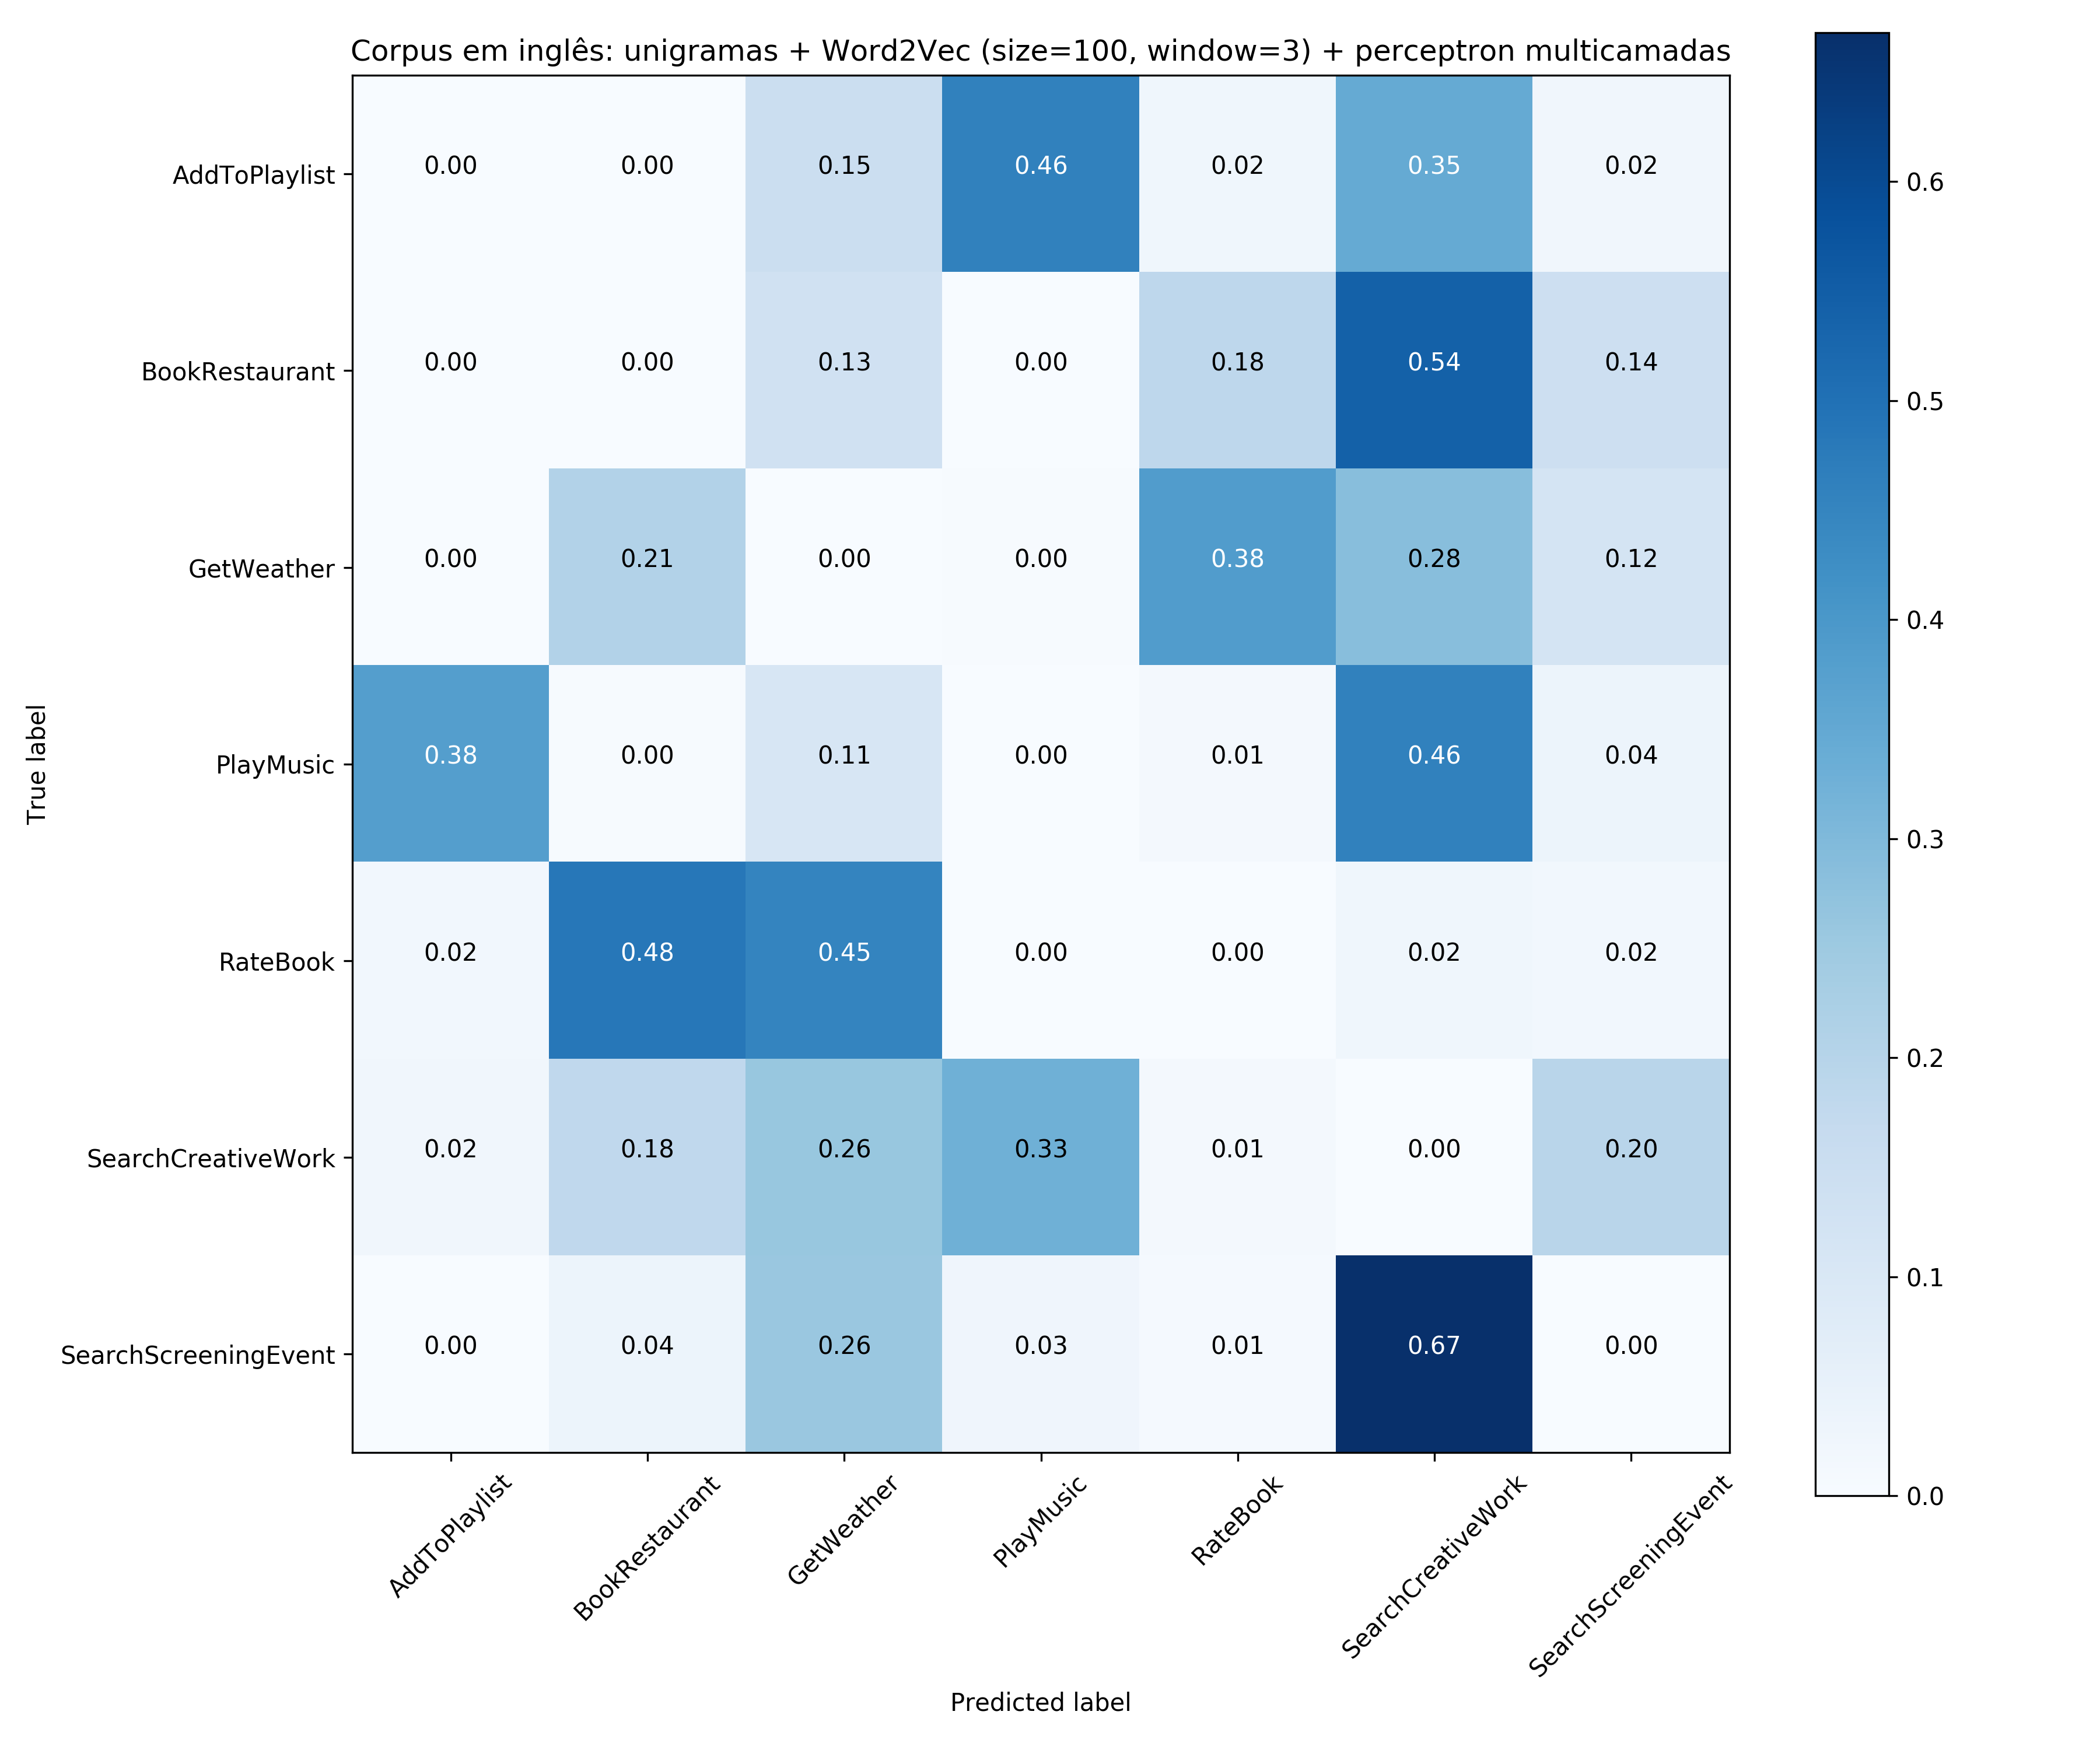 Corpus em inglês: unigramas + Word2Vec (size=100, window=3) + perceptron multicamadas
AddToPlaylist 0.00 0.00 0.15 0.46 0.02 0.35 0.02
BookRestaurant 0.00 0.00 0.13 0.00 0.18 0.54 0.14
GetWeather 0.00 0.21 0.00 0.00 0.38 0.28 0.12
PlayMusic 0.38 0.00 0.11 0.00 0.01 0.46 0.04
RateBook 0.02 0.48 0.45 0.00 0.00 0.02 0.02
SearchCreativeWork 0.02 0.18 0.26 0.33 0.01 0.00 0.20
SearchScreeningEvent 0.00 0.04 0.26 0.03 0.01 0.67 0.00
True label
AddToPlaylist BookRestaurant GetWeather PlayMusic RateBook SearchCreativeWork SearchScreeningEvent
Predicted label
0.6
0.5
0.4
0.3
0.2
0.1
0.0